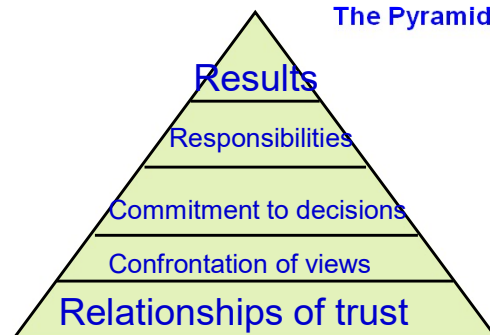 The Pyramid
Results
Responsibilities
Commitment to decisions
Confrontation of views
Relationships of trust